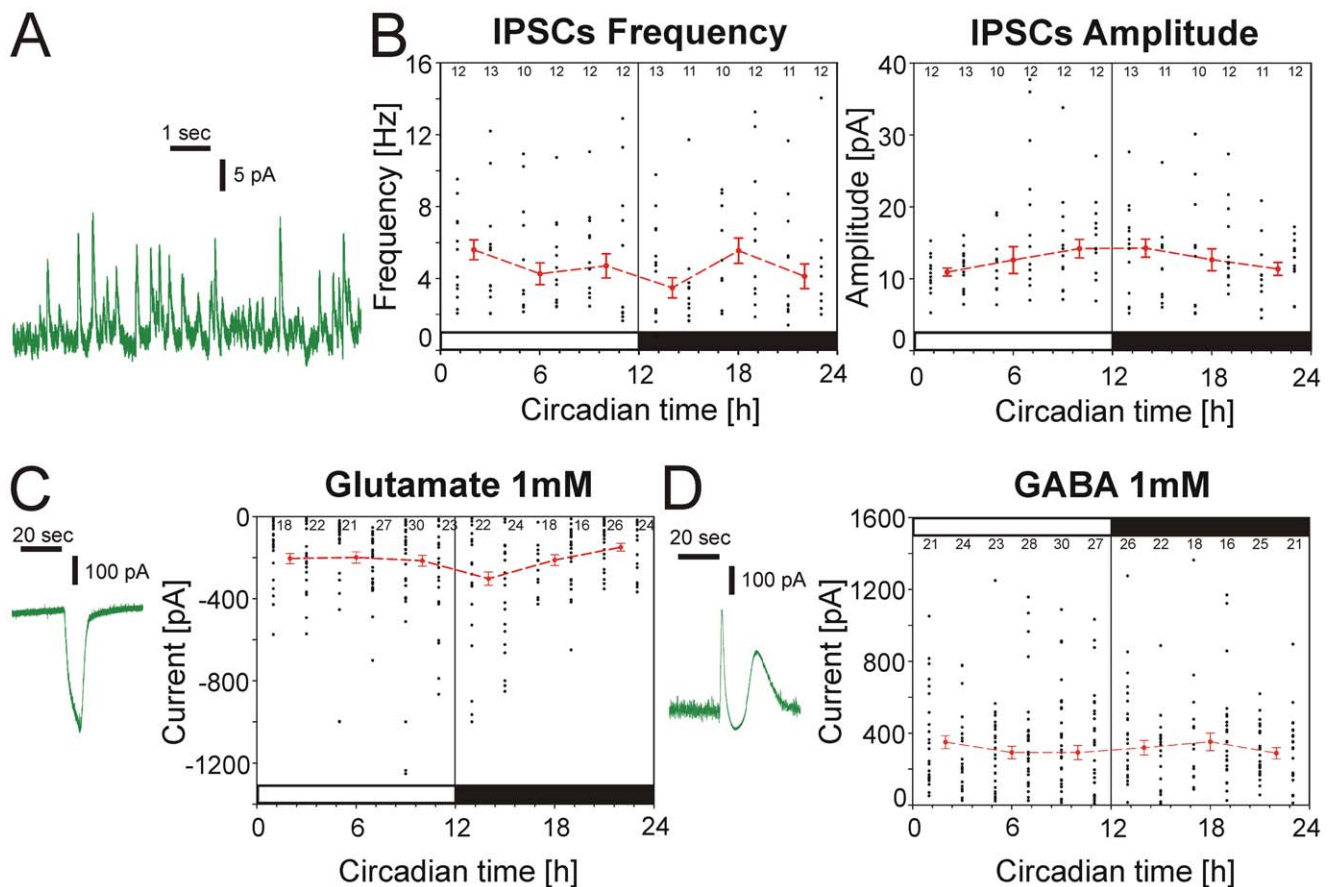 A
1 sec
5 pA
B
IPSCs Frequency
16
12
8
4
0
Frequency [Hz]
12 13 10 12 12 12 13 11 10 12 11 12
0 6 12 18 24
Circadian time [h]
IPSCs Amplitude
40
30
20
10
0
Amplitude [pA]
12 13 10 12 12 12 13 11 10 12 11 12
0 6 12 18 24
Circadian time [h]
C
20 sec
100 pA
Glutamate 1mM
0
-400
-800
-1200
Current [pA]
18 22 21 27 30 23 22 24 18 16 26 24
0 6 12 18 24
Circadian time [h]
D
20 sec
100 pA
GABA 1mM
1600
1200
800
400
0
Current [pA]
21 24 23 28 30 27 26 22 18 16 25 21
0 6 12 18 24
Circadian time [h]